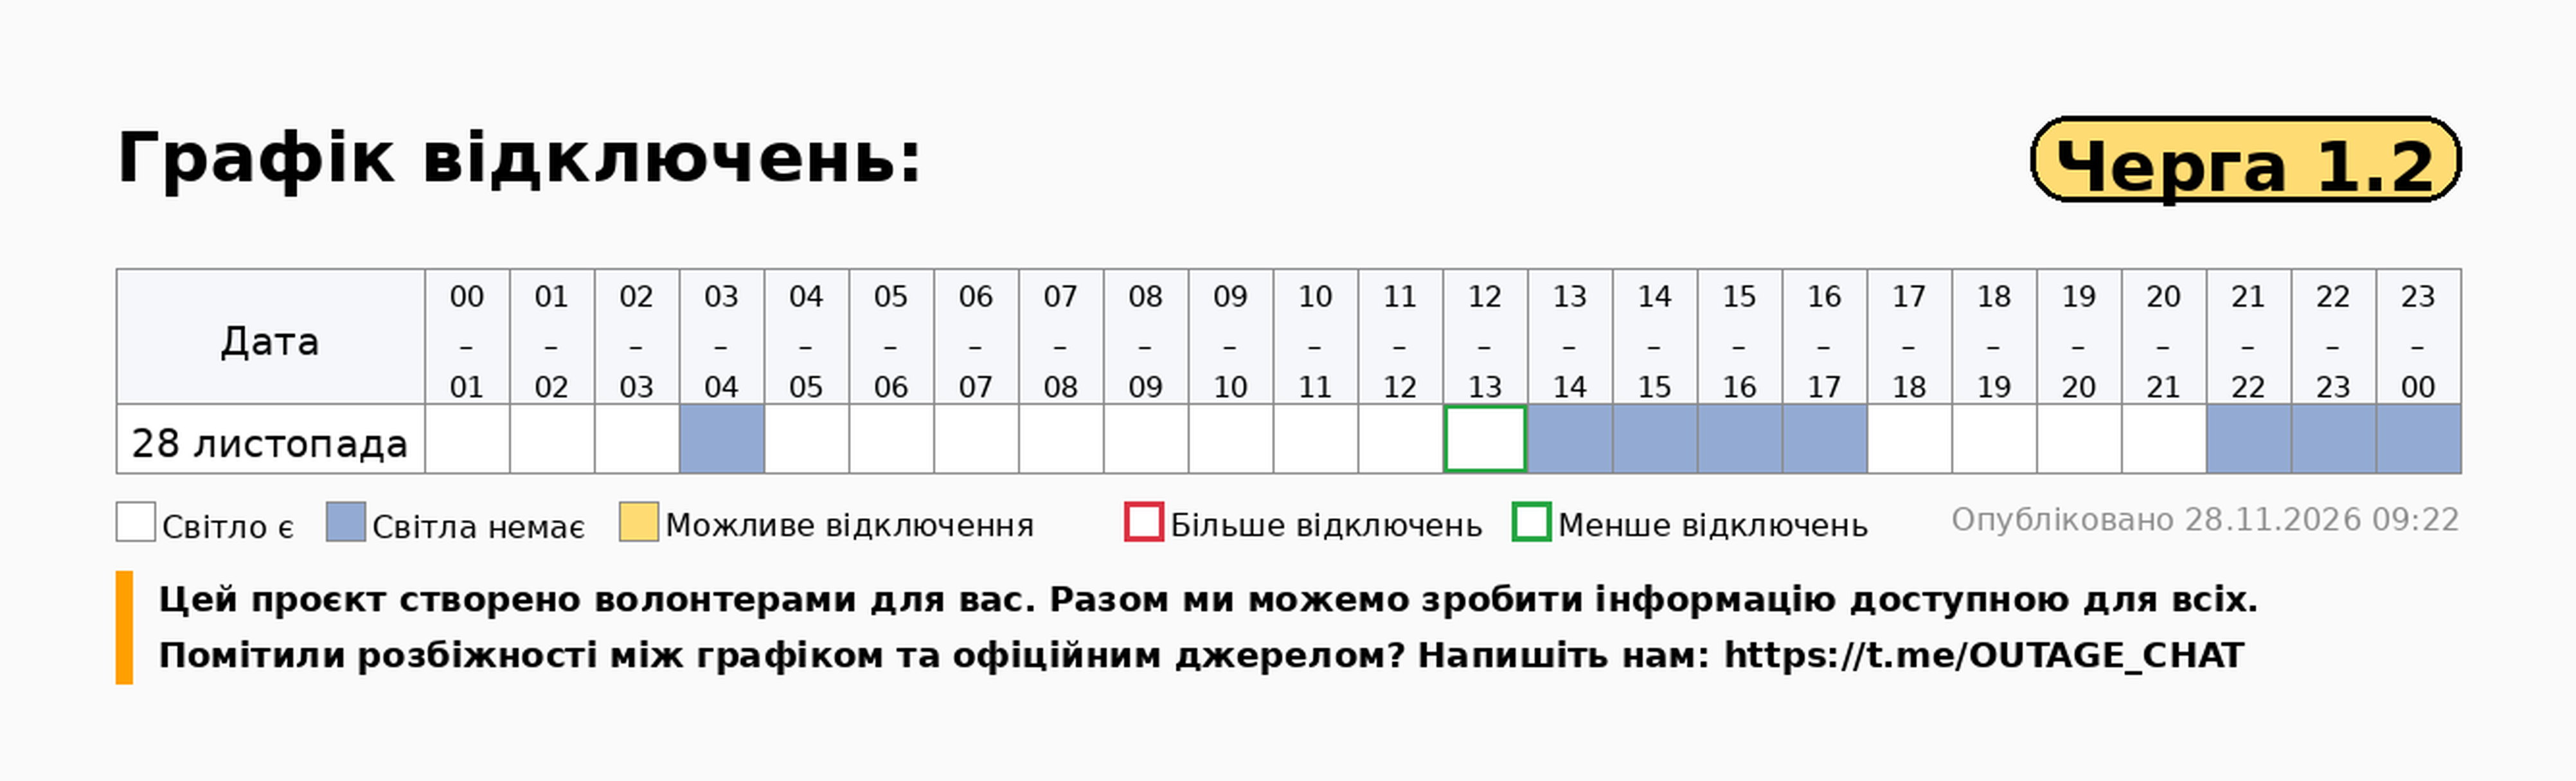 Графік відключень:
Черга 1.2
Дата
00 – 01
01 – 02
02 – 03
03 – 04
04 – 05
05 – 06
06 – 07
07 – 08
08 – 09
09 – 10
10 – 11
11 – 12
12 – 13
13 – 14
14 – 15
15 – 16
16 – 17
17 – 18
18 – 19
19 – 20
20 – 21
21 – 22
22 – 23
23 – 00
28 листопада
Світло є
Світла немає
Можливе відключення
Більше відключень
Менше відключень
Опубліковано 28.11.2026 09:22
Цей проєкт створено волонтерами для вас. Разом ми можемо зробити інформацію доступною для всіх.
Помітили розбіжності між графіком та офіційним джерелом? Напишіть нам: https://t.me/OUTAGE_CHAT